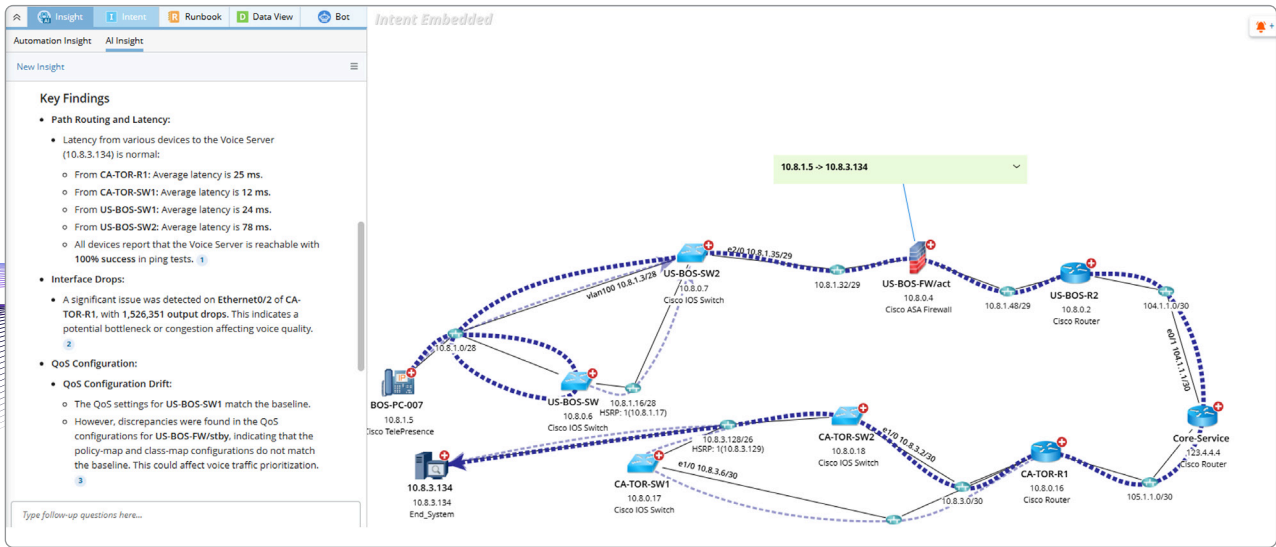 Insight
Intent
Runbook
Data View
Bot
Intent Embedded
Automation Insight
AI Insight
New Insight
Key Findings
Path Routing and Latency:
Latency from various devices to the Voice Server
(10.8.3.134) is normal:
From CA-TOR-R1: Average latency is 25 ms.
From CA-TOR-SW1: Average latency is 12 ms.
From US-BOS-SW1: Average latency is 24 ms.
From US-BOS-SW2: Average latency is 78 ms.
All devices report that the Voice Server is reachable with
100% success in ping tests. 1
Interface Drops:
A significant issue was detected on Ethernet0/2 of CA-
TOR-R1, with 1,526,351 output drops. This indicates a
potential bottleneck or congestion affecting voice quality.
2
QoS Configuration:
QoS Configuration Drift:
The QoS settings for US-BOS-SW1 match the baseline.
However, discrepancies were found in the QoS
configurations for US-BOS-FW/stby, indicating that the
policy-map and class-map configurations do not match
the baseline. This could affect voice traffic prioritization.
3
Type follow-up questions here...
10.8.1.5 -> 10.8.3.134
e2/0 10.8.1.35/29
US-BOS-SW2
10.8.0.7
Cisco IOS Switch
vlan100 10.8.1.3/28
10.8.1.32/29
US-BOS-FW/act
10.8.0.4
Cisco ASA Firewall
10.8.1.48/29
US-BOS-R2
10.8.0.2
Cisco Router
104.1.1.0/30
e0/1 104.1.1.1/30
10.8.1.0/28
BOS-PC-007
10.8.1.5
Cisco TelePresence
US-BOS-SW
10.8.0.6
Cisco IOS Switch
10.8.1.16/28
HSRP: 1(10.8.1.17)
Core-Service
123.4.4.4
Cisco Router
10.8.3.128/26
HSRP: 1(10.8.3.129)
CA-TOR-SW2
10.8.0.18
Cisco IOS Switch
e1/0 10.8.3.2/30
10.8.3.134
10.8.3.134
End_System
CA-TOR-SW1
10.8.0.17
Cisco IOS Switch
e1/0 10.8.3.6/30
10.8.3.0/30
CA-TOR-R1
10.8.0.16
Cisco Router
105.1.1.0/30